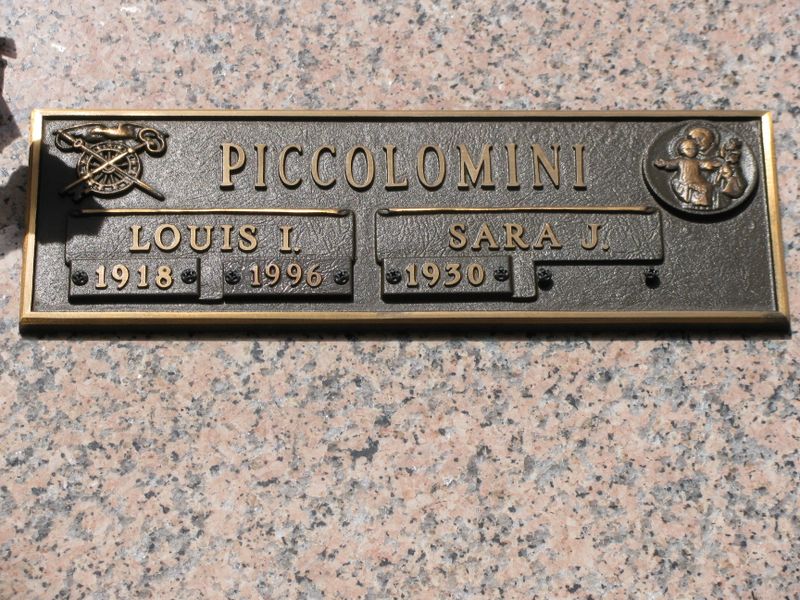 PICCOLOMINI
LOUIS I.
1918 1996
SARA J.
1930